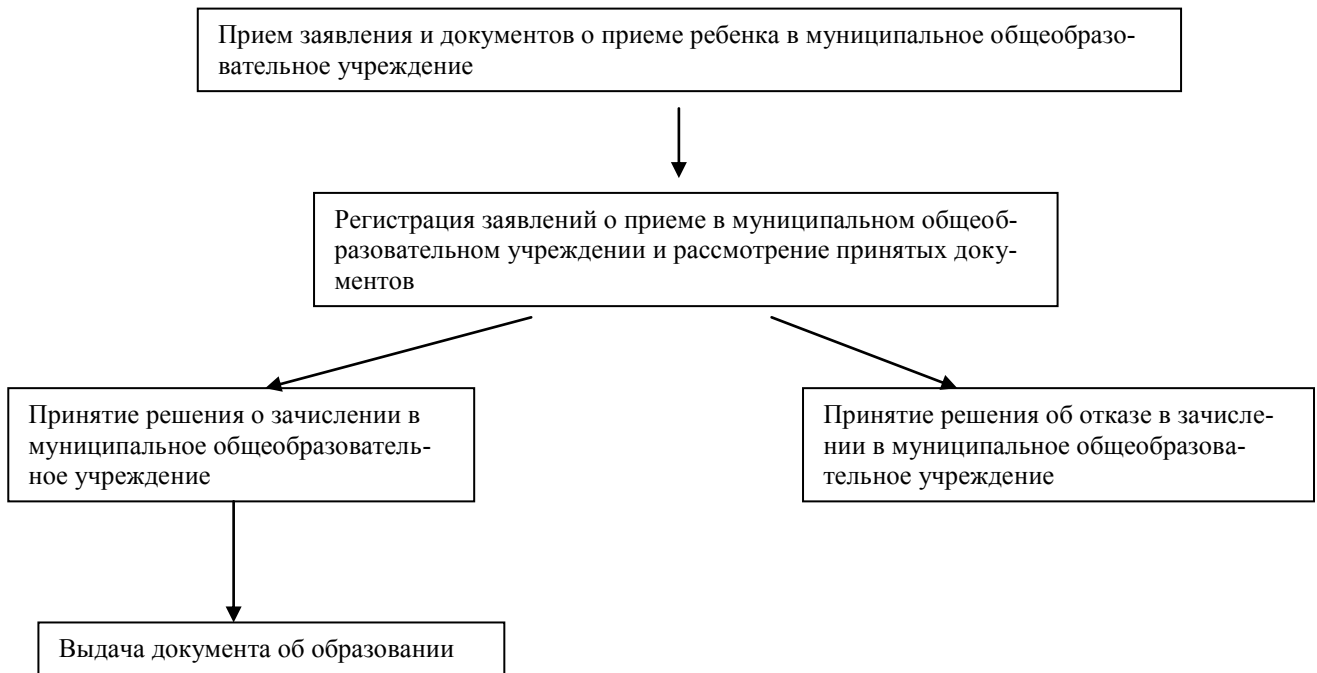 Прием заявления и документов о приеме ребенка в муниципальное общеобразо-
вательное учреждение
Регистрация заявлений о приеме в муниципальном общеоб-
разовательном учреждении и рассмотрение принятых доку-
ментов
Принятие решения о зачислении в
муниципальное общеобразователь-
ное учреждение
Принятие решения об отказе в зачисле-
нии в муниципальное общеобразова-
тельное учреждение
Выдача документа об образовании